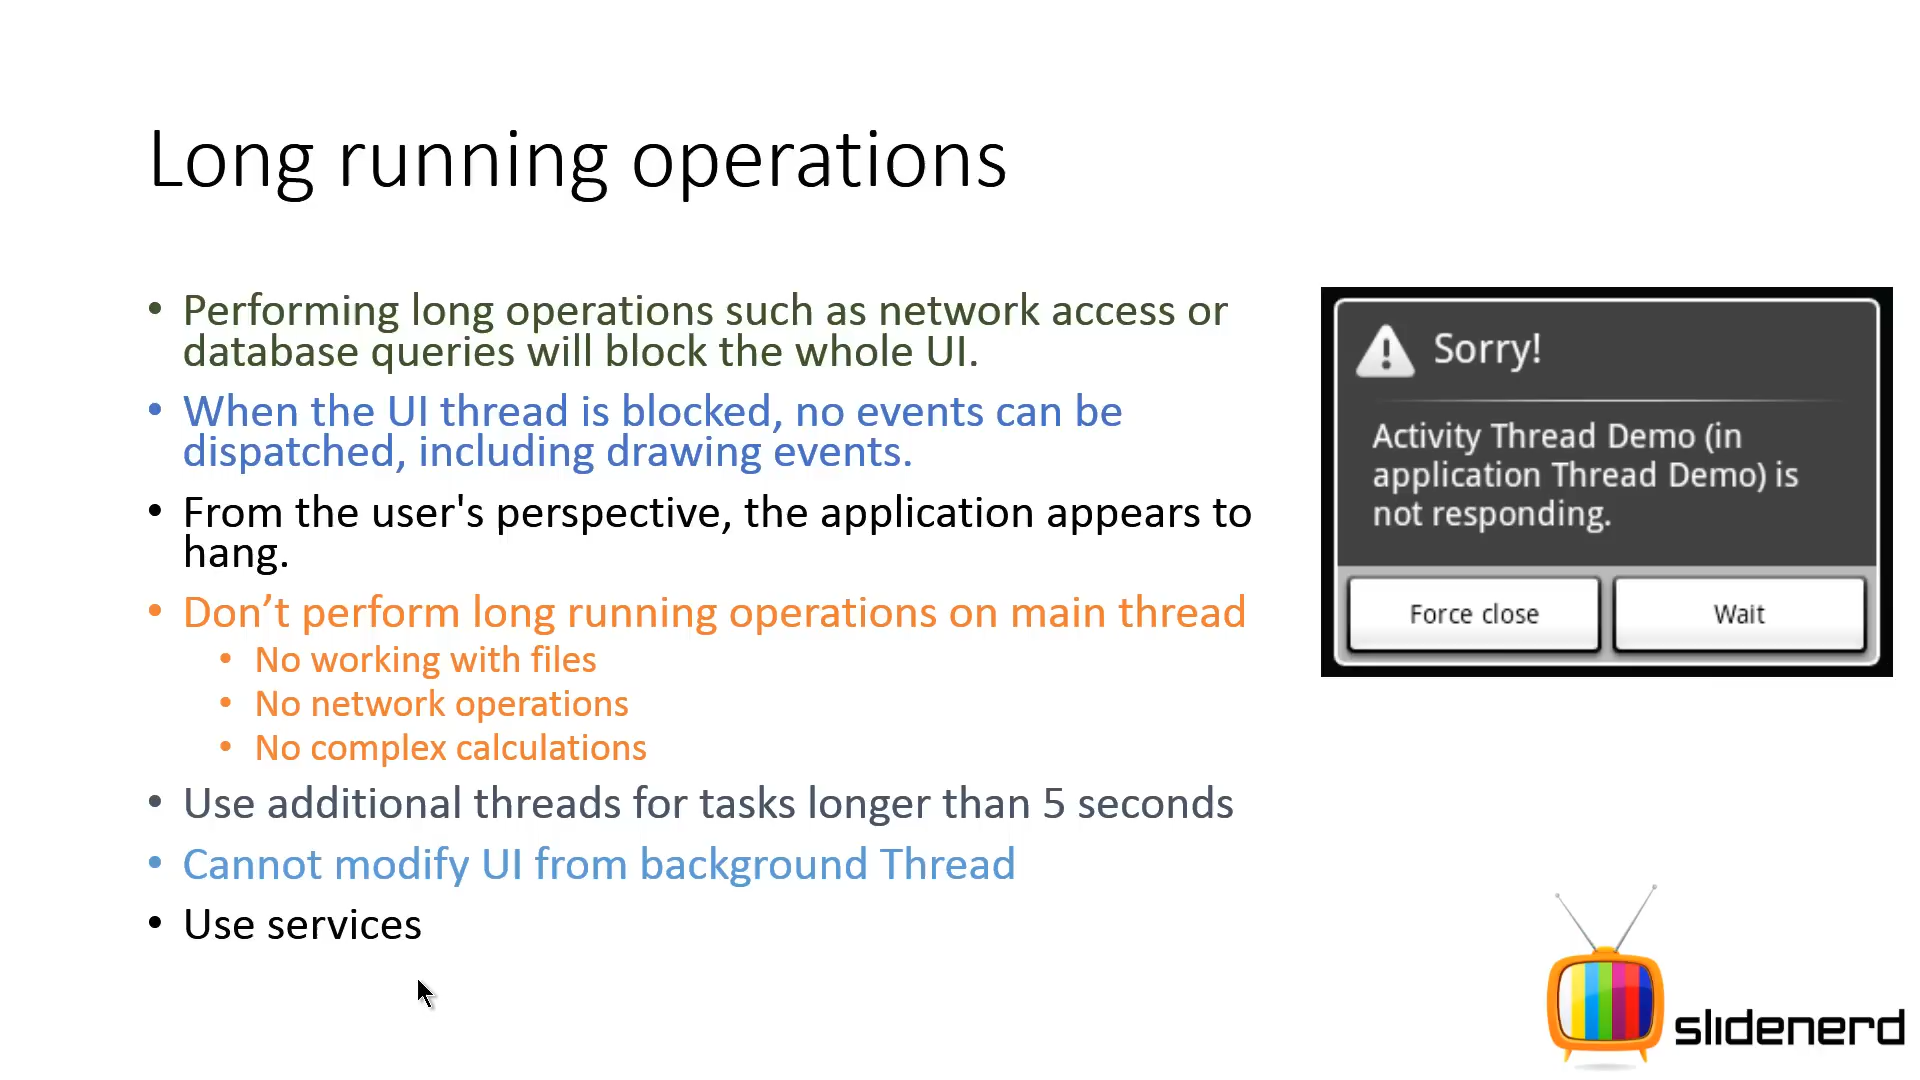 Long running operations
• Performing long operations such as network access or
database queries will block the whole UI.
• When the UI thread is blocked, no events can be
dispatched, including drawing events.
• From the user's perspective, the application appears to
hang.
• Don’t perform long running operations on main thread
• No working with files
• No network operations
• No complex calculations
• Use additional threads for tasks longer than 5 seconds
• Cannot modify UI from background Thread
• Use services
Sorry!
Activity Thread Demo (in
application Thread Demo) is
not responding.
Force close
Wait
slidenerd